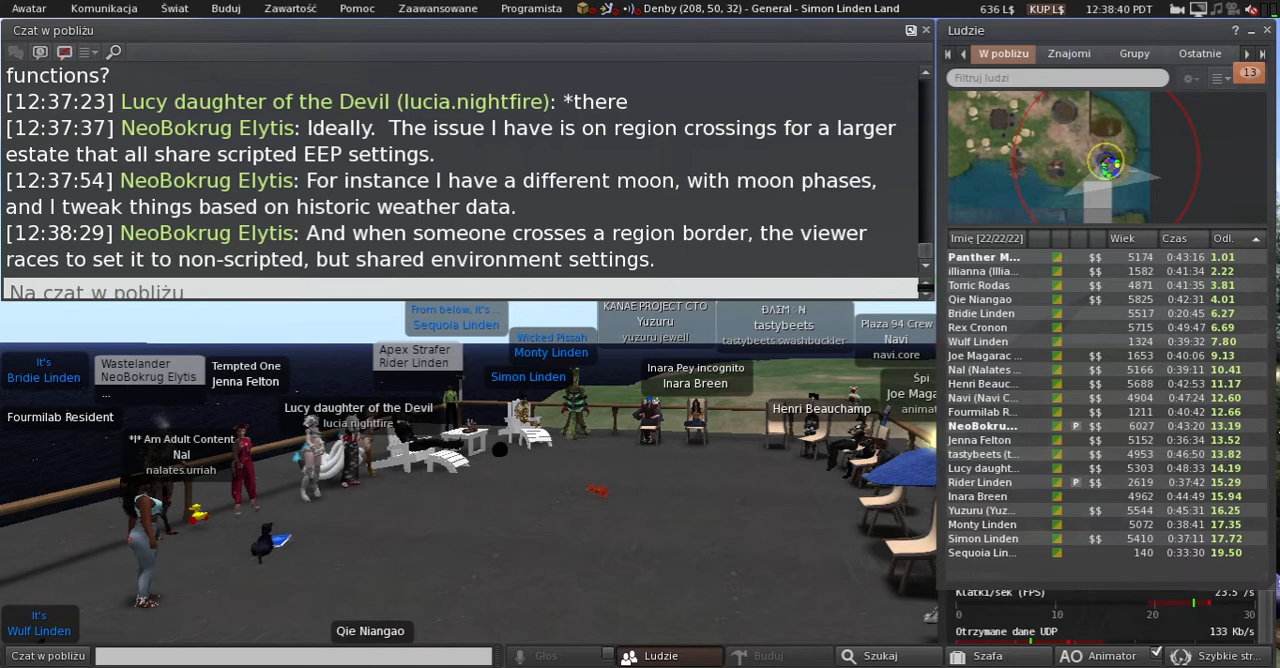 Awatar Komunikacja Świat Buduj Zawartość Pomoc Zaawansowane Programista Denby (208, 50, 32) - General - Simon Linden Land 636 L$ KUP L$ 12:38:40 PDT
Czat w pobliżu
functions?
[12:37:23] Lucy daughter of the Devil (lucia.nightfire): *there
[12:37:37] NeoBokrug Elytis: Ideally. The issue I have is on region crossings for a larger
estate that all share scripted EEP settings.
[12:37:54] NeoBokrug Elytis: For instance I have a different moon, with moon phases,
and I tweak things based on historic weather data.
[12:38:29] NeoBokrug Elytis: And when someone crosses a region border, the viewer
races to set it to non-scripted, but shared environment settings.
Na czat w pobliżu
From below, it's ...
Sequoia Linden
KANAE PROJECT CTO
Yuzuru
yuzuru.jewell
tastybeets
tastybeets.swashbuckler
Plaza 94 Crew
Navi
navi.core
It's
Bridie Linden
Wastelander
NeoBokrug Elytis
...
Tempted One
Jenna Felton
Apex Strafer
Rider Linden
Wicked Pissah
Monty Linden
Simon Linden
Inara Pey incognito
Inara Breen
Śpi
Joe Maga
animat
Fourmilab Resident
Lucy daughter of the Devil
lucia nightfire
Henri Beauchamp
*I* Am Adult Content
Nal
nalates.urriah
It's
Wulf Linden
Qie Niangao
Ludzie
W pobliżu Znajomi Grupy Ostatnie
13
Filtruj ludzi
Imię [22/22/22] Wiek Czas Odl.
Panther M... $$ 5174 0:43:16 1.01
illianna (Illia... $$ 1582 0:41:34 2.22
Torric Rodas $$ 4871 0:41:35 3.81
Qie Niangao $$ 5825 0:42:31 4.01
Bridie Linden 5107 0:20:45 6.27
Rex Cronon 5715 0:49:47 6.69
Wulf Linden 1324 0:39:32 7.80
Joe Magarac ... $$ 1653 0:40:06 9.13
Nal (Nalates ... $$ 5166 0:39:11 10.41
Henri Beauc... $$ 5688 0:42:53 11.17
Navi (Navi C... $$ 4904 0:47:24 12.60
Fourmilab R... $$ 1211 0:40:42 12.66
NeoBokru... P $$ 6027 0:43:20 13.19
Jenna Felton $$ 5152 0:36:34 13.52
tastybeets (t... $$ 4953 0:46:50 13.82
Lucy daught... $$ 5303 0:48:33 14.19
Rider Linden P $$ 2619 0:37:42 15.29
Inara Breen 4962 0:44:49 15.94
Yuzuru (Yuz... $$ 5544 0:45:31 16.25
Monty Linden 5072 0:38:41 17.35
Simon Linden $$ 5410 0:37:11 17.72
Sequoia Lin... 140 0:33:30 19.50
Klatki/sek (FPS) 23.5 /s
0 10 20 30
Otrzymane dane UDP 133 Kb/s
Czat w pobliżu Głos Ludzie Buduj Szukaj Szafa AO Animator Szybkie str...